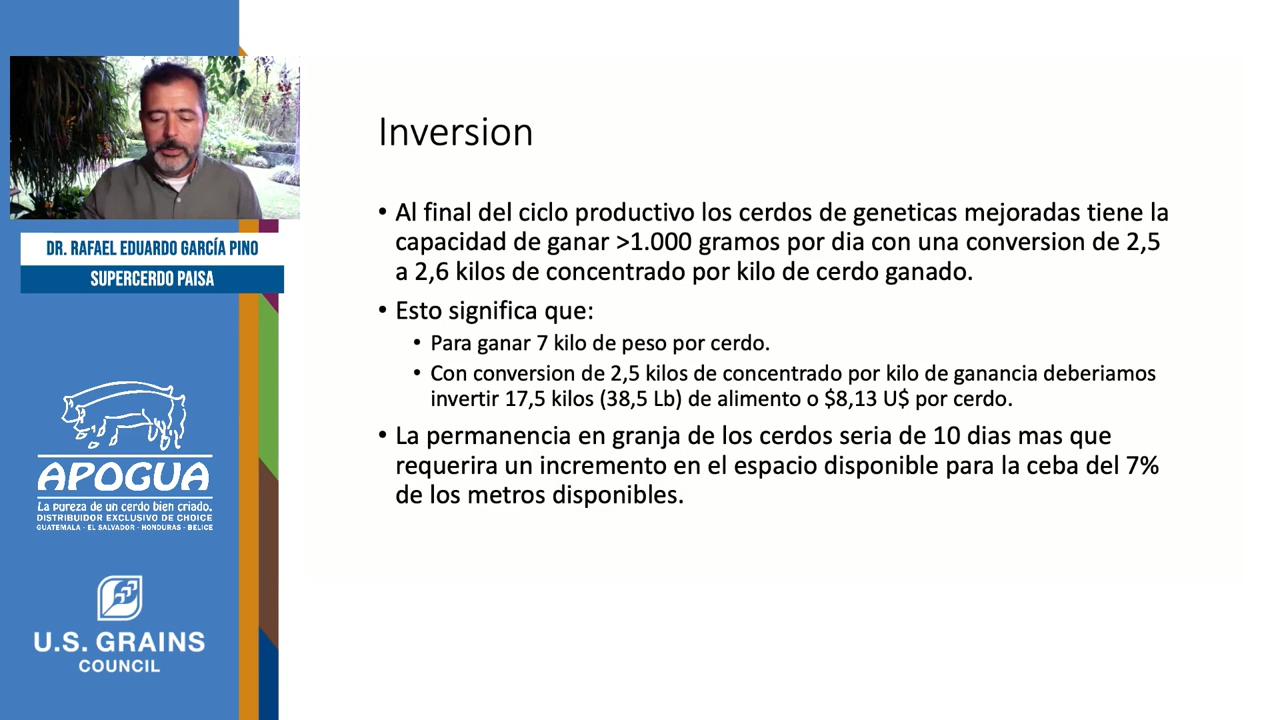 DR. RAFAEL EDUARDO GARCÍA PINO
SUPERCERDO PAISA
APOGUA
La pureza de un cerdo bien criado.
DISTRIBUIDOR EXCLUSIVO DE CHOICE
GUATEMALA - EL SALVADOR - HONDURAS - BELICE
U.S. GRAINS
COUNCIL
Inversion
• Al final del ciclo productivo los cerdos de geneticas mejoradas tiene la
capacidad de ganar >1.000 gramos por dia con una conversion de 2,5
a 2,6 kilos de concentrado por kilo de cerdo ganado.
• Esto significa que:
• Para ganar 7 kilo de peso por cerdo.
• Con conversion de 2,5 kilos de concentrado por kilo de ganancia deberiamos
invertir 17,5 kilos (38,5 Lb) de alimento o $8,13 U$ por cerdo.
• La permanencia en granja de los cerdos seria de 10 dias mas que
requerira un incremento en el espacio disponible para la ceba del 7%
de los metros disponibles.